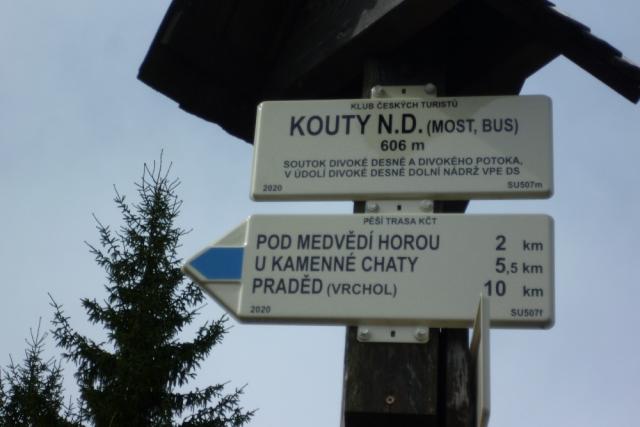 KLUB ČESKÝCH TURISTŮ
KOUTY N.D. (MOST, BUS)
606 m
SOUTOK DIVOKÉ DESNÉ A DIVOKÉHO POTOKA,
V ÚDOLÍ DIVOKÉ DESNÉ DOLNÍ NÁDRŽ VPE DS
2020 SU507m
PĚŠÍ TRASA KČT
POD MEDVĚDÍ HOROU 2 km
U KAMENNÉ CHATY 5,5 km
PRADĚD (VRCHOL) 10 km
2020 SU507f